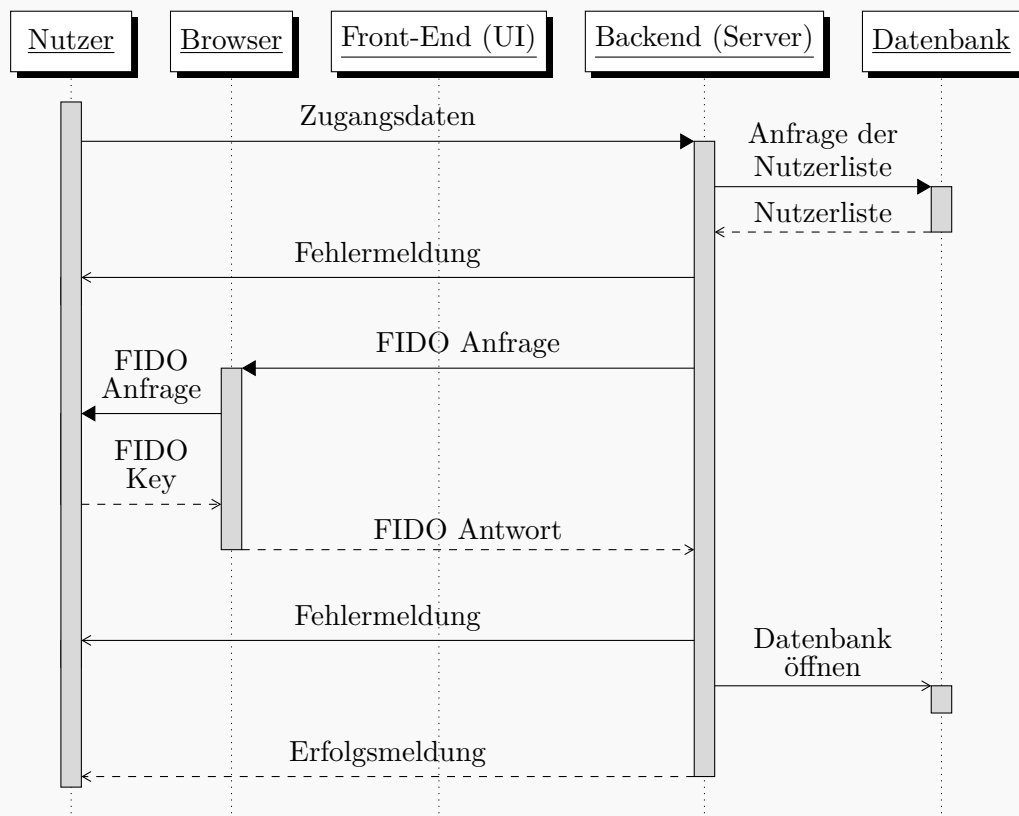 Nutzer
Browser
Front-End (UI)
Backend (Server)
Datenbank
Zugangsdaten
Anfrage der
Nutzerliste
Nutzerliste
Fehlermeldung
FIDO Anfrage
FIDO
Anfrage
FIDO
Key
FIDO Antwort
Fehlermeldung
Datenbank
öffnen
Erfolgsmeldung